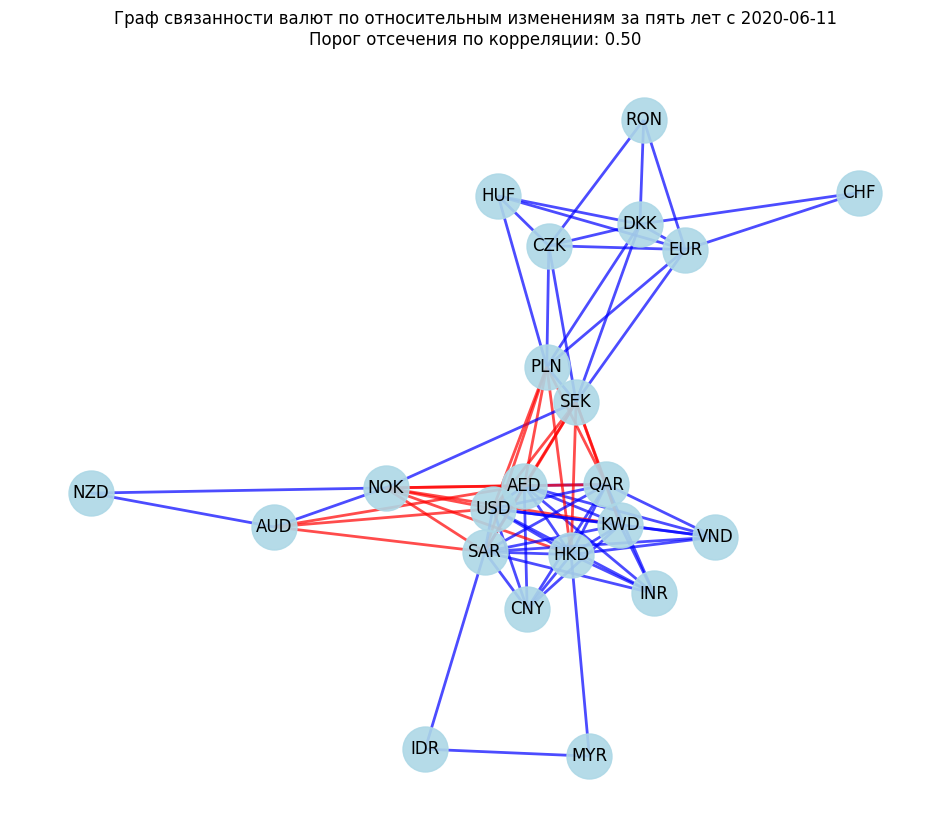 Граф связанности валют по относительным изменениям за пять лет с 2020-06-11
Порог отсечения по корреляции: 0.50
RON
HUF
CHF
DKK
CZK
EUR
PLN
SEK
NZD
NOK
AED
QAR
USD
AUD
KWD
VND
SAR
HKD
INR
CNY
IDR
MYR